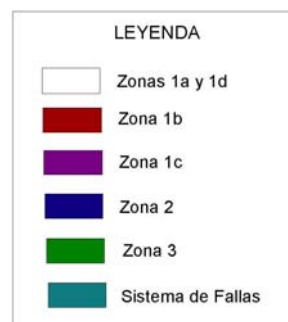 LEYENDA
Zonas 1a y 1d
Zona 1b
Zona 1c
Zona 2
Zona 3
Sistema de Fallas